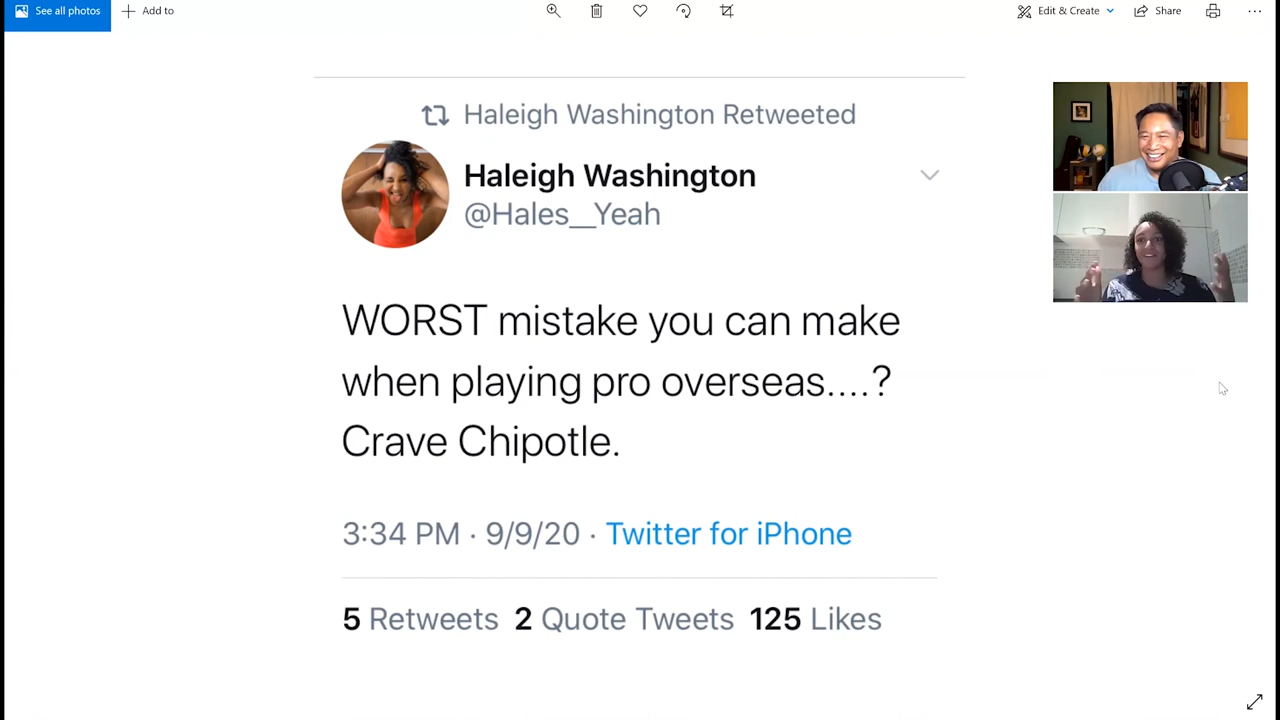 See all photos
Add to
Edit & Create
Share
Haleigh Washington Retweeted
Haleigh Washington
@Hales__Yeah
WORST mistake you can make
when playing pro overseas....?
Crave Chipotle.
3:34 PM · 9/9/20 · Twitter for iPhone
5 Retweets 2 Quote Tweets 125 Likes